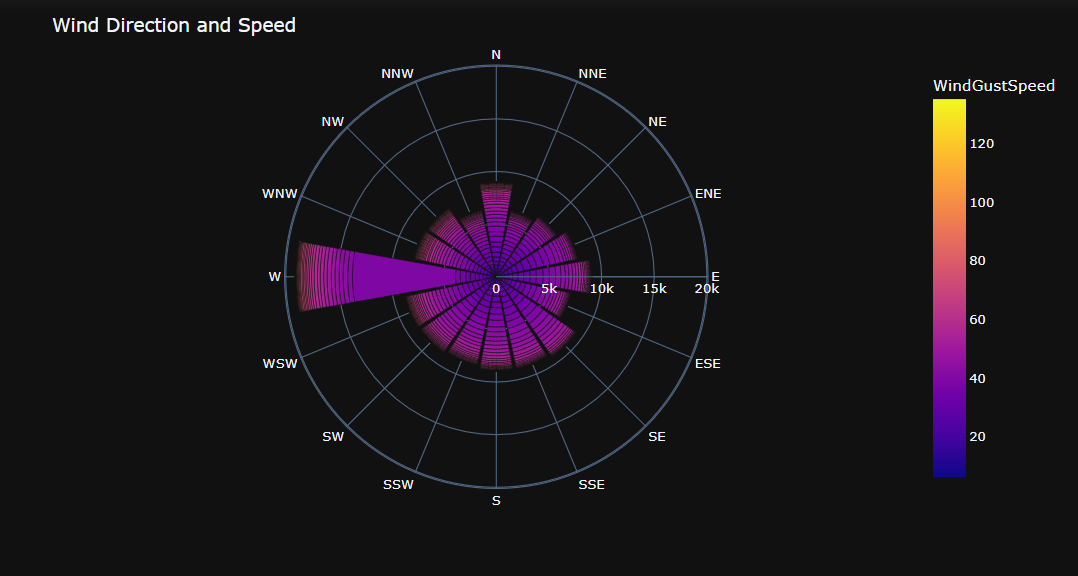 Wind Direction and Speed
N
NNW
NNE
WindGustSpeed
NW
NE
120
WNW
ENE
100
80
W
E
0
5k
10k
15k
20k
60
WSW
ESE
40
SW
SE
20
SSW
SSE
S